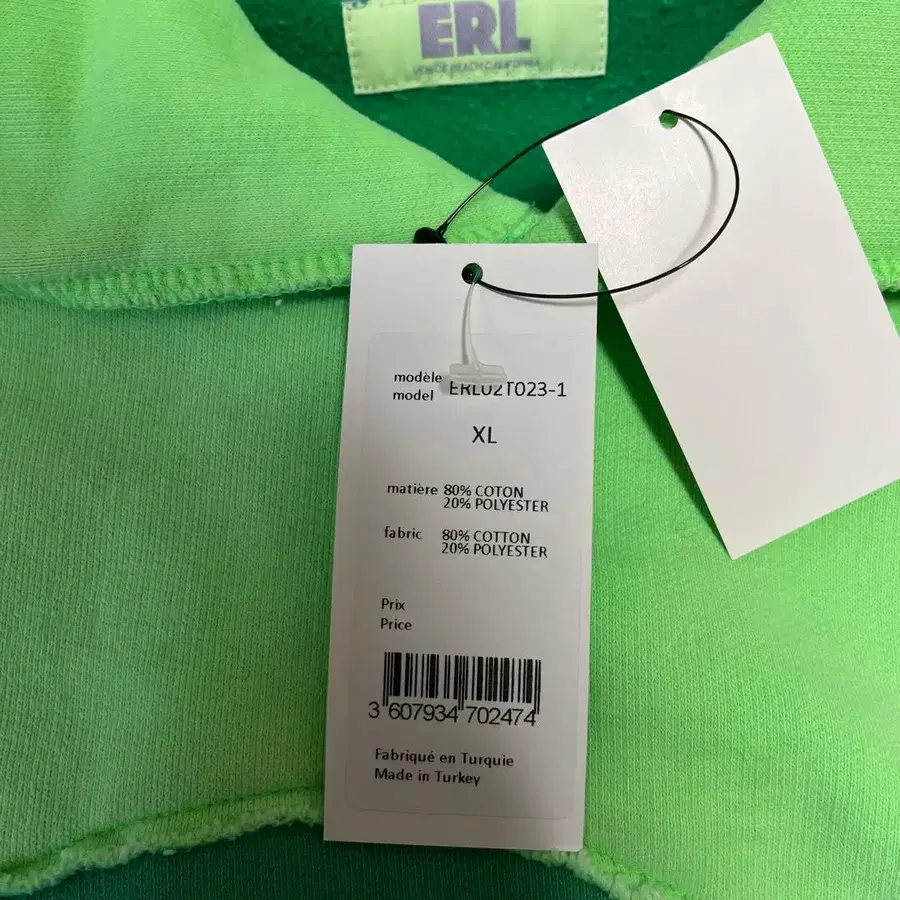 ERL
VENICE BEACH CALIFORNIA
modèle
model
ERL02T023-1
XL
matière 80% COTON
20% POLYESTER
fabric 80% COTTON
20% POLYESTER
Prix
Price
3 607934 702474
Fabriqué en Turquie
Made in Turkey